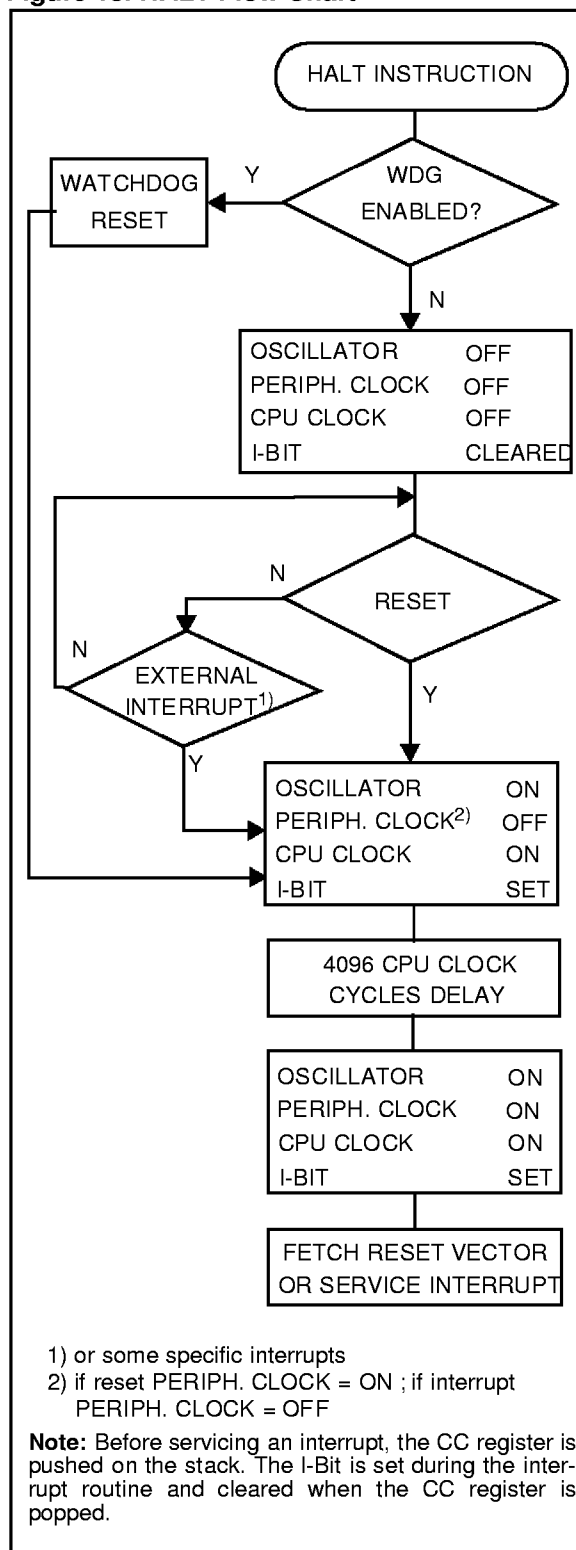 HALT INSTRUCTION
WDG
ENABLED?
Y
WATCHDOG
RESET
N
OSCILLATOR OFF
PERIPH. CLOCK OFF
CPU CLOCK OFF
I-BIT CLEARED
RESET
N
EXTERNAL
INTERRUPT1)
N
Y
Y
OSCILLATOR ON
PERIPH. CLOCK2) OFF
CPU CLOCK ON
I-BIT SET
4096 CPU CLOCK
CYCLES DELAY
OSCILLATOR ON
PERIPH. CLOCK ON
CPU CLOCK ON
I-BIT SET
FETCH RESET VECTOR
OR SERVICE INTERRUPT
1) or some specific interrupts
2) if reset PERIPH. CLOCK = ON ; if interrupt
PERIPH. CLOCK = OFF
Note: Before servicing an interrupt, the CC register is
pushed on the stack. The I-Bit is set during the inter-
rupt routine and cleared when the CC register is
popped.